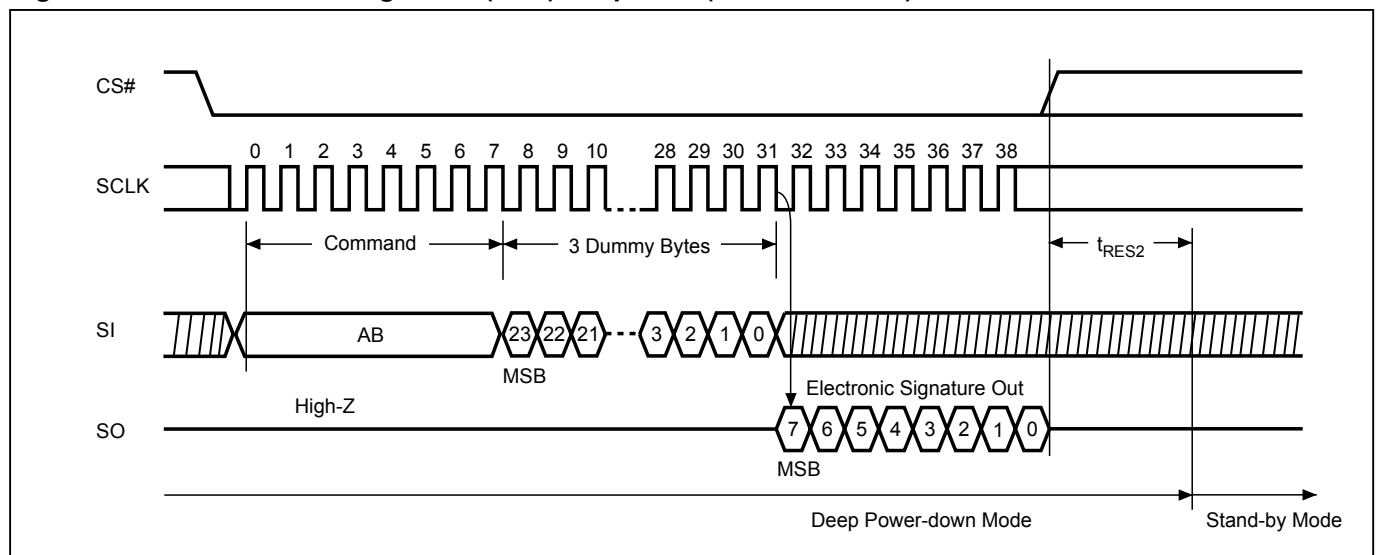 CS#
0 1 2 3 4 5 6 7 8 9 10 28 29 30 31 32 33 34 35 36 37 38
SCLK
Command 3 Dummy Bytes tRES2
SI AB 23 22 21 3 2 1 0
MSB
Electronic Signature Out
High-Z
SO 7 6 5 4 3 2 1 0
MSB
Deep Power-down Mode Stand-by Mode